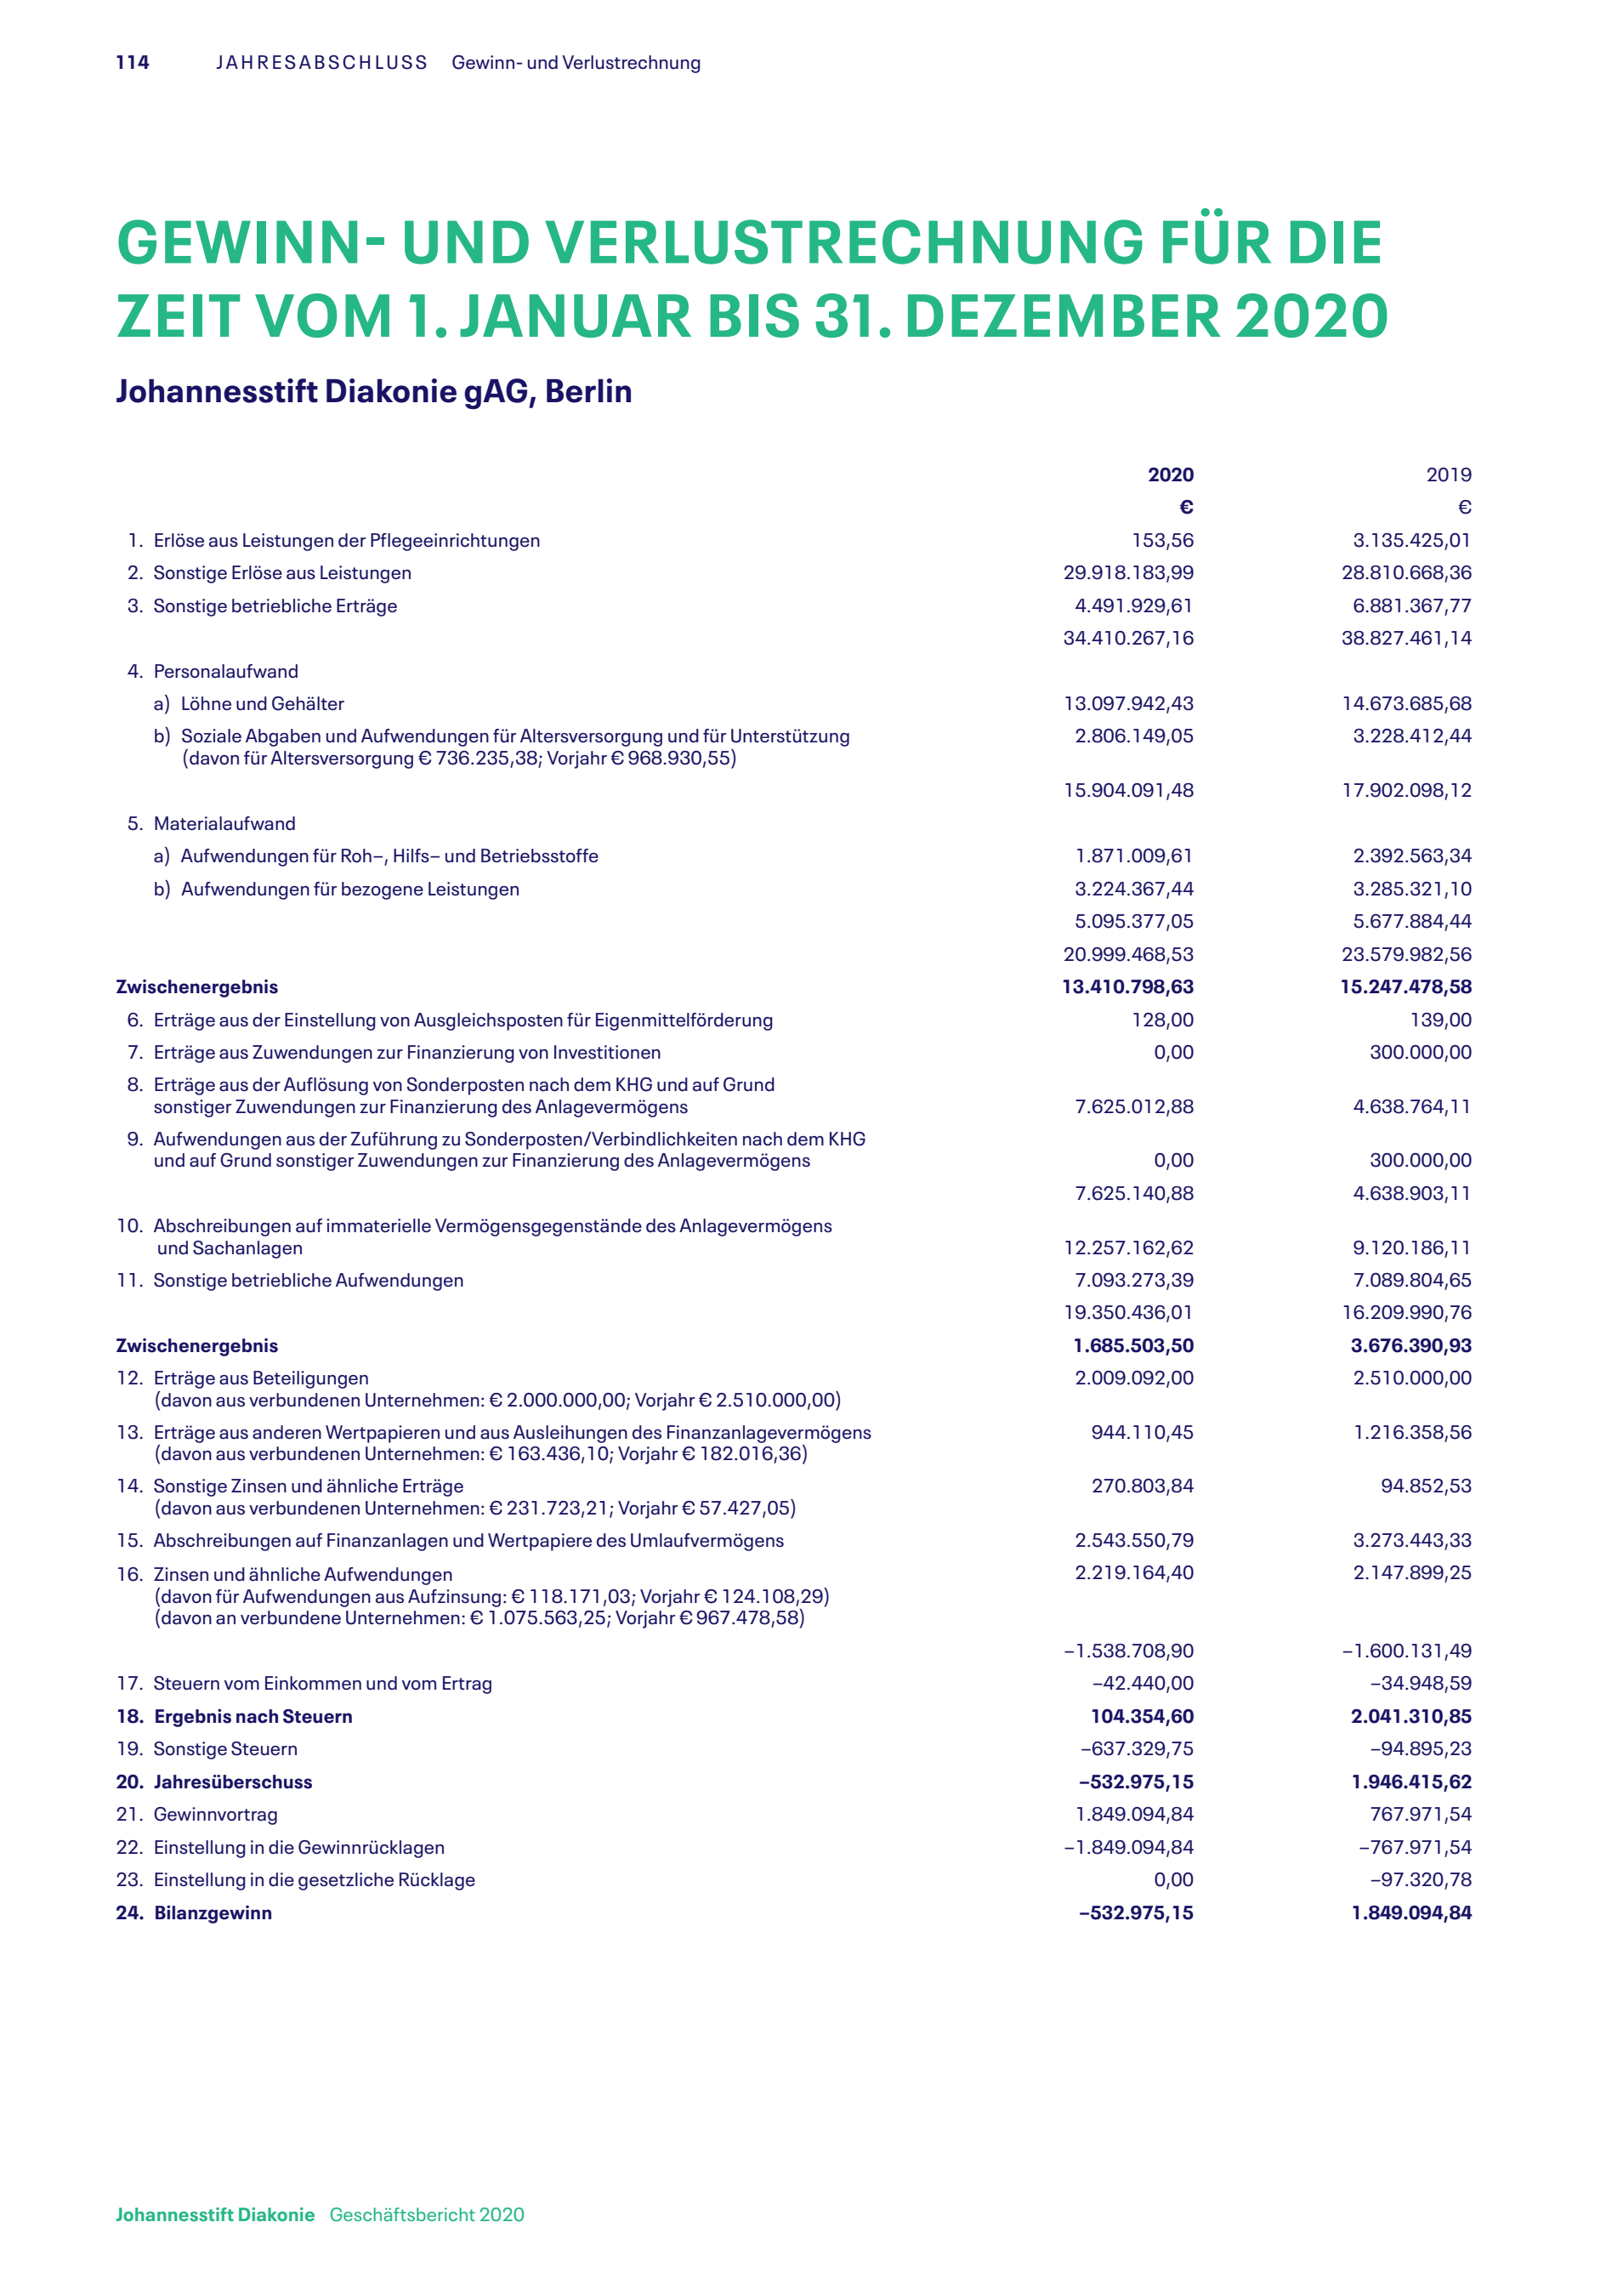 114 JAHRESABSCHLUSS Gewinn- und Verlustrechnung
GEWINN- UND VERLUSTRECHNUNG FÜR DIE
ZEIT VOM 1. JANUAR BIS 31. DEZEMBER 2020
Johannesstift Diakonie gAG, Berlin
2020 2019
€ €
1. Erlöse aus Leistungen der Pflegeeinrichtungen 153,56 3.135.425,01
2. Sonstige Erlöse aus Leistungen 29.918.183,99 28.810.668,36
3. Sonstige betriebliche Erträge 4.491.929,61 6.881.367,77
34.410.267,16 38.827.461,14
4. Personalaufwand
a) Löhne und Gehälter 13.097.942,43 14.673.685,68
b) Soziale Abgaben und Aufwendungen für Altersversorgung und für Unterstützung 2.806.149,05 3.228.412,44
(davon für Altersversorgung € 736.235,38; Vorjahr € 968.930,55)
15.904.091,48 17.902.098,12
5. Materialaufwand
a) Aufwendungen für Roh–, Hilfs– und Betriebsstoffe 1.871.009,61 2.392.563,34
b) Aufwendungen für bezogene Leistungen 3.224.367,44 3.285.321,10
5.095.377,05 5.677.884,44
20.999.468,53 23.579.982,56
Zwischenergebnis 13.410.798,63 15.247.478,58
6. Erträge aus der Einstellung von Ausgleichsposten für Eigenmittelförderung 128,00 139,00
7. Erträge aus Zuwendungen zur Finanzierung von Investitionen 0,00 300.000,00
8. Erträge aus der Auflösung von Sonderposten nach dem KHG und auf Grund
sonstiger Zuwendungen zur Finanzierung des Anlagevermögens 7.625.012,88 4.638.764,11
9. Aufwendungen aus der Zuführung zu Sonderposten/Verbindlichkeiten nach dem KHG
und auf Grund sonstiger Zuwendungen zur Finanzierung des Anlagevermögens 0,00 300.000,00
7.625.140,88 4.638.903,11
10. Abschreibungen auf immaterielle Vermögensgegenstände des Anlagevermögens
und Sachanlagen 12.257.162,62 9.120.186,11
11. Sonstige betriebliche Aufwendungen 7.093.273,39 7.089.804,65
19.350.436,01 16.209.990,76
Zwischenergebnis 1.685.503,50 3.676.390,93
12. Erträge aus Beteiligungen 2.009.092,00 2.510.000,00
(davon aus verbundenen Unternehmen: € 2.000.000,00; Vorjahr € 2.510.000,00)
13. Erträge aus anderen Wertpapieren und aus Ausleihungen des Finanzanlagevermögens 944.110,45 1.216.358,56
(davon aus verbundenen Unternehmen: € 163.436,10; Vorjahr € 182.016,36)
14. Sonstige Zinsen und ähnliche Erträge 270.803,84 94.852,53
(davon aus verbundenen Unternehmen: € 231.723,21; Vorjahr € 57.427,05)
15. Abschreibungen auf Finanzanlagen und Wertpapiere des Umlaufvermögens 2.543.550,79 3.273.443,33
16. Zinsen und ähnliche Aufwendungen 2.219.164,40 2.147.899,25
(davon für Aufwendungen aus Aufzinsung: € 118.171,03; Vorjahr € 124.108,29)
(davon an verbundene Unternehmen: € 1.075.563,25; Vorjahr € 967.478,58)
–1.538.708,90 –1.600.131,49
17. Steuern vom Einkommen und vom Ertrag –42.440,00 –34.948,59
18. Ergebnis nach Steuern 104.354,60 2.041.310,85
19. Sonstige Steuern –637.329,75 –94.895,23
20. Jahresüberschuss –532.975,15 1.946.415,62
21. Gewinnvortrag 1.849.094,84 767.971,54
22. Einstellung in die Gewinnrücklagen –1.849.094,84 –767.971,54
23. Einstellung in die gesetzliche Rücklage 0,00 –97.320,78
24. Bilanzgewinn –532.975,15 1.849.094,84
Johannesstift Diakonie Geschäftsbericht 2020